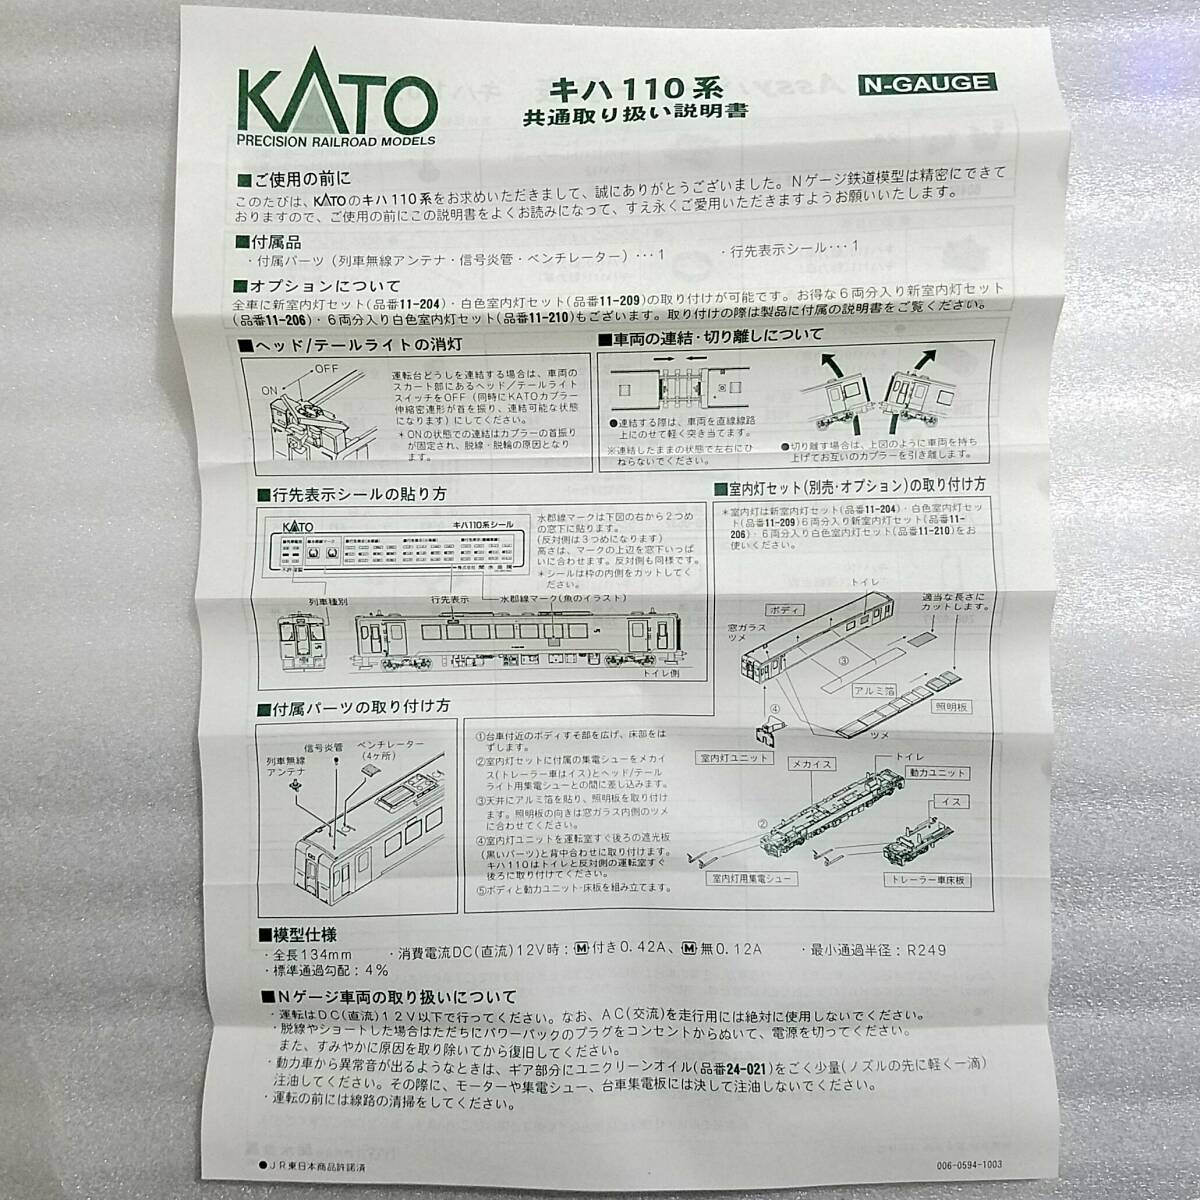 KATO
PRECISION RAILROAD MODELS
キハ110系
共通取り扱い説明書
N-GAUGE
■ご使用の前に
このたびは、KATOのキハ110系をお求めいただきまして、誠にありがとうございました。Nゲージ鉄道模型は精密にできて
おりますので、ご使用の前にこの説明書をよくお読みになって、すえ永くご愛用いただきますようお願いいたします。
■付属品
・付属パーツ(列車無線アンテナ・信号炎管・ベンチレーター)…1
・行先表示シール…1
■オプションについて
全車に新室内灯セット(品番11-204)・白色室内灯セット(品番11-209)の取り付けが可能です。お得な6両分入り新室内灯セット
(品番11-206)・6両分入り白色室内灯セット(品番11-210)もございます。取り付けの際は製品に付属の説明書をご覧ください。
■ヘッド/テールライトの消灯
ON
OFF
運転台どうしを連結する場合は、車両の
スカート部にあるヘッド/テールライト
スイッチをOFF(同時にKATOカプラー
伸縮密連形が首を振り、連結可能な状態
になります)にしてください。
＊ONの状態での連結はカプラーの首振り
が固定され、脱線・脱輪の原因となり
ます。
■車両の連結・切り離しについて
●連結する際は、車両を直線線路
上にのせて軽く突き当てます。
※連結したままの状態で左右にひ
ねらないでください。
●切り離す場合は、上図のように車両を持ち
上げてお互いのカプラーを引き離します。
■行先表示シールの貼り方
KATO
キハ110系シール
水郡線マークは下図の右から2つめ
の窓下に貼ります。
(反対側は3つめになります)
高さは、マークの上辺を窓下いっぱ
いに合わせます。反対側も同様です。
＊シールは枠の内側をカットしてく
ださい。
列車種別
行先表示
水郡線マーク(魚のイラスト)
トイレ側
■室内灯セット(別売・オプション)の取り付け方
＊室内灯は新室内灯セット(品番11-204)・白色室内灯セッ
ト(品番11-209)6両分入り新室内灯セット(品番11-
206)・6両分入り白色室内灯セット(品番11-210)をお
使いください。
トイレ
ボディ
適当な長さに
カットします。
窓ガラス
ツメ
③
アルミ箔
④
照明板
ツメ
室内灯ユニット
■付属パーツの取り付け方
信号炎管
ベンチレーター
(4ヶ所)
列車無線
アンテナ
①台車付近のボディすそ部を広げ、床部をは
ずします。
②室内灯セットに付属の集電シューをメカイ
ス(トレーラー車はイス)とヘッド/テール
ライト用集電シューとの間に差し込みます。
③天井にアルミ箔を貼り、照明板を取り付け
ます。照明板の向きは窓ガラス内側のツメ
に合わせてください。
④室内灯ユニットを運転室すぐ後ろの遮光板
(黒いパーツ)と背中合わせに取り付けます。
キハ110はトイレと反対側の運転室すぐ
後ろに取り付けてください。
⑤ボディと動力ユニット・床板を組み立てます。
メカイス
トイレ
動力ユニット
イス
②
室内灯用集電シュー
トレーラー車床板
■模型仕様
・全長134mm
・消費電流DC(直流)12V時：M付き0.42A、M無0.12A
・最小通過半径：R249
・標準通過勾配：4%
■Nゲージ車両の取り扱いについて
・運転はDC(直流)12V以下で行ってください。なお、AC(交流)を走行用には絶対に使用しないでください。
・脱線やショートした場合はただちにパワーパックのプラグをコンセントからぬいて、電源を切ってください。
また、すみやかに原因を取り除いてから復旧してください。
・動力車から異常音が出るようなときは、ギア部分にユニクリーンオイル(品番24-021)をごく少量(ノズルの先に軽く一滴)
注油してください。その際に、モーターや集電シュー、台車集電板には決して注油しないでください。
・運転の前には線路の清掃をしてください。
●JR東日本商品許諾済
006-0594-1003